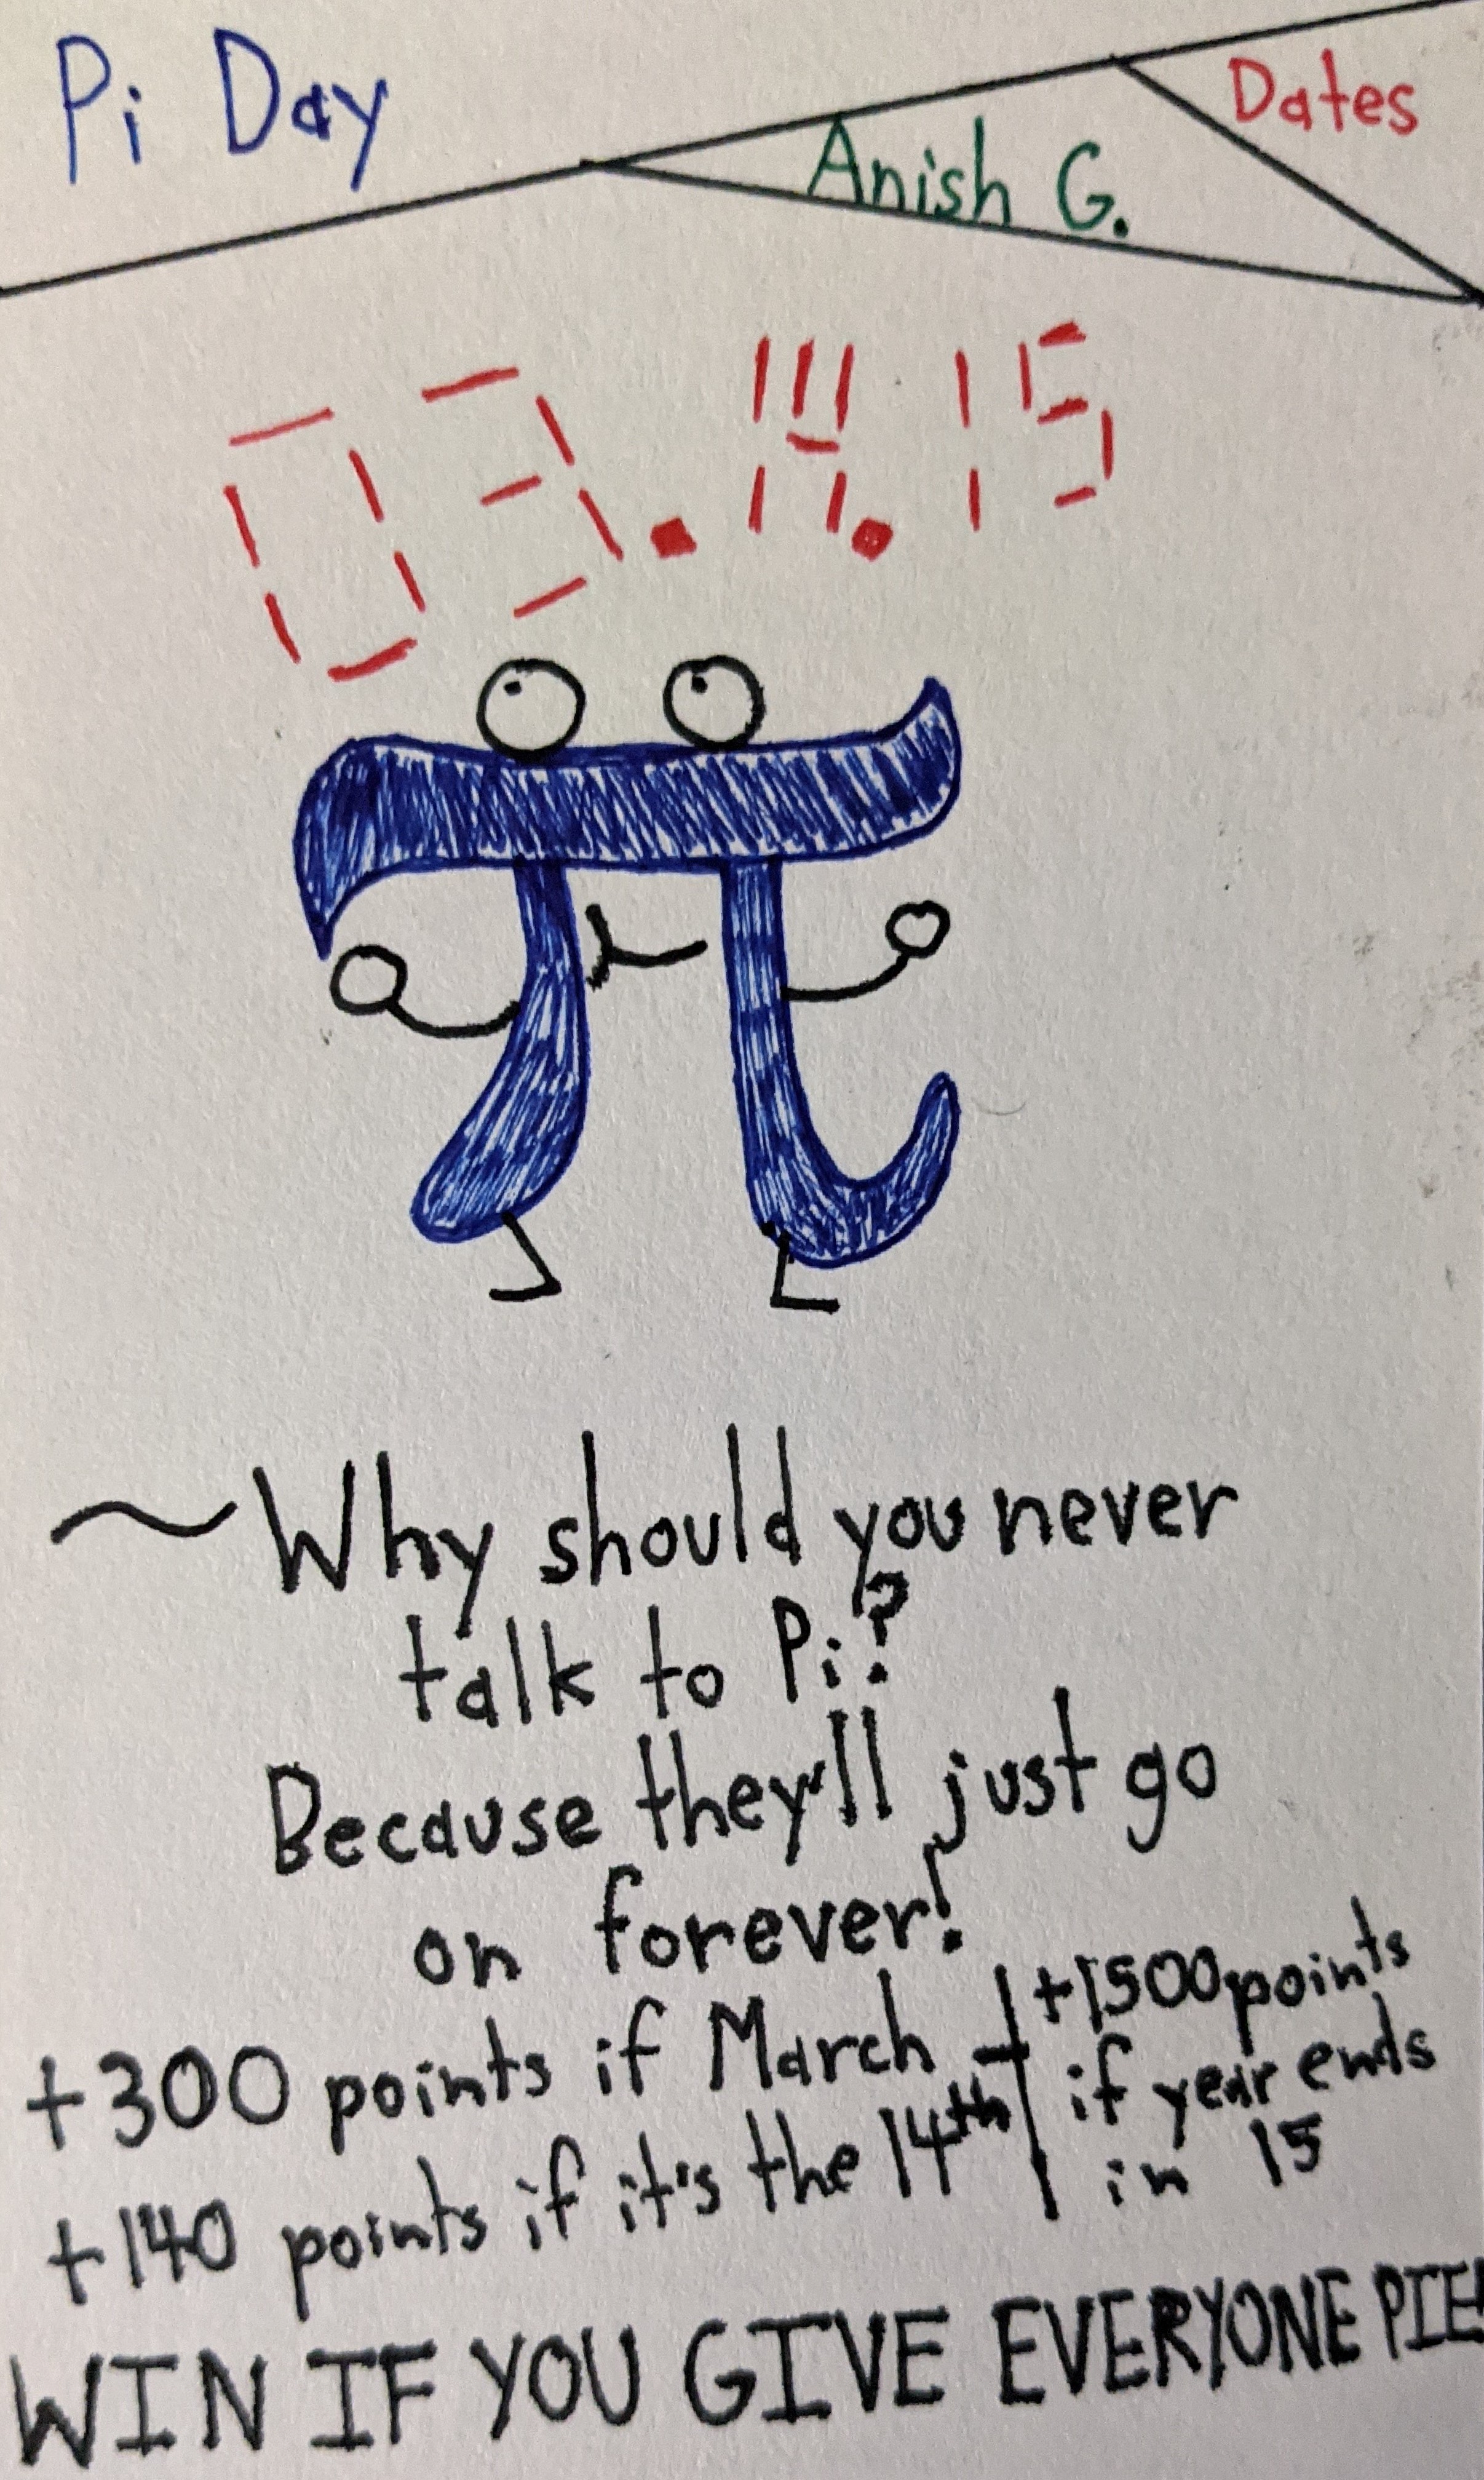 Pi Day
Anish G.
Dates
03.14.15
~Why should you never
talk to Pi?
Because they'll just go
on forever!
+300 points if March
+140 points if it's the 14th
+1500 points
if year ends
in 15
WIN IF YOU GIVE EVERYONE PIE!